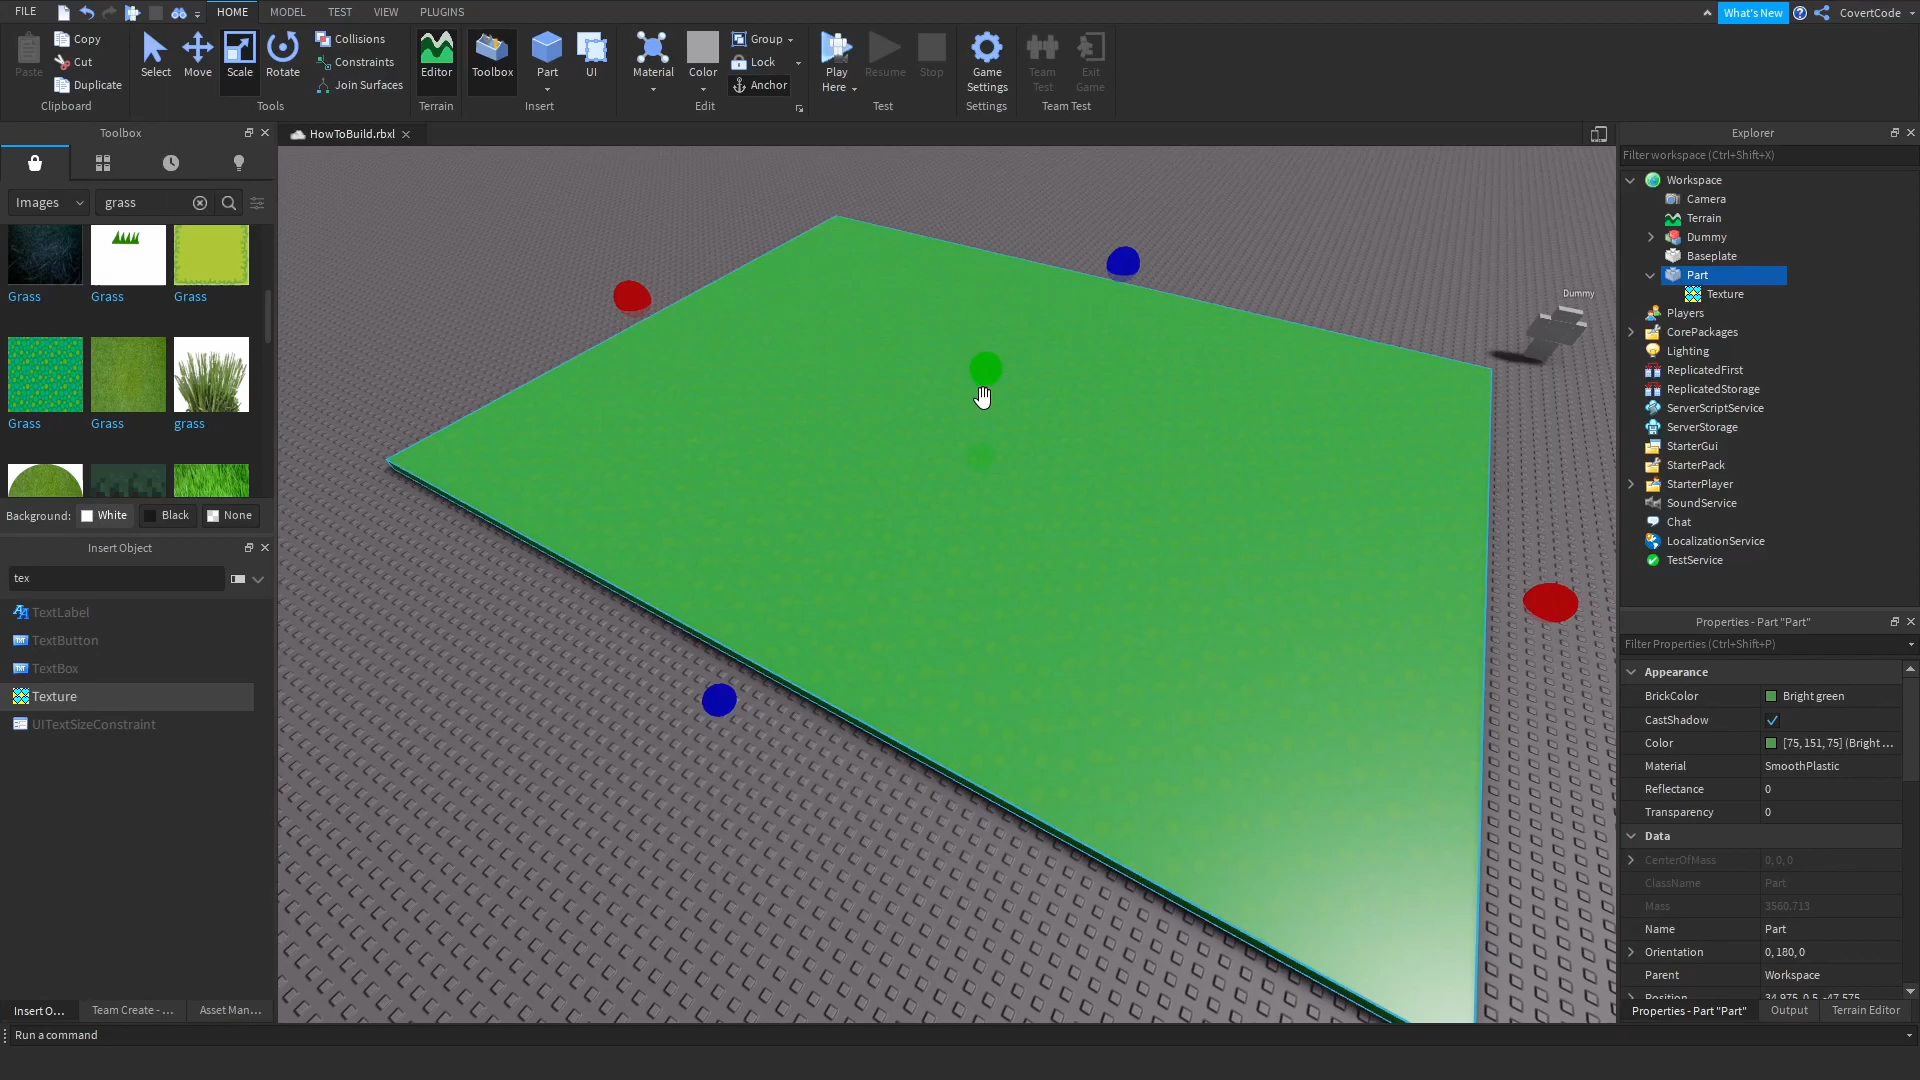 FILE HOME MODEL TEST VIEW PLUGINS What's New CovertCode
Paste Copy Cut Duplicate Clipboard
Select Move Scale Rotate Collisions Constraints Join Surfaces Tools
Editor Terrain
Toolbox Part UI Insert
Material Color Group Lock Anchor Edit
Play Here Resume Stop Test
Game Settings Settings
Team Test Exit Game Team Test
Toolbox
Images grass
Grass Grass Grass
Grass Grass grass
Background: White Black None
Insert Object
tex
TextLabel
TextButton
TextBox
Texture
UITextSizeConstraint
Insert O... Team Create - ... Asset Man...
Run a command
HowToBuild.rbxl
Dummy
Explorer
Filter workspace (Ctrl+Shift+X)
Workspace
Camera
Terrain
Dummy
Baseplate
Part
Texture
Players
CorePackages
Lighting
ReplicatedFirst
ReplicatedStorage
ServerScriptService
ServerStorage
StarterGui
StarterPack
StarterPlayer
SoundService
Chat
LocalizationService
TestService
Properties - Part "Part"
Filter Properties (Ctrl+Shift+P)
Appearance
BrickColor Bright green
CastShadow
Color [75, 151, 75] (Bright ...
Material SmoothPlastic
Reflectance 0
Transparency 0
Data
CenterOfMass 0, 0, 0
ClassName Part
Mass 3560.713
Name Part
Orientation 0, 180, 0
Parent Workspace
Position 34.975, 0.5, -47.575
Properties - Part "Part" Output Terrain Editor